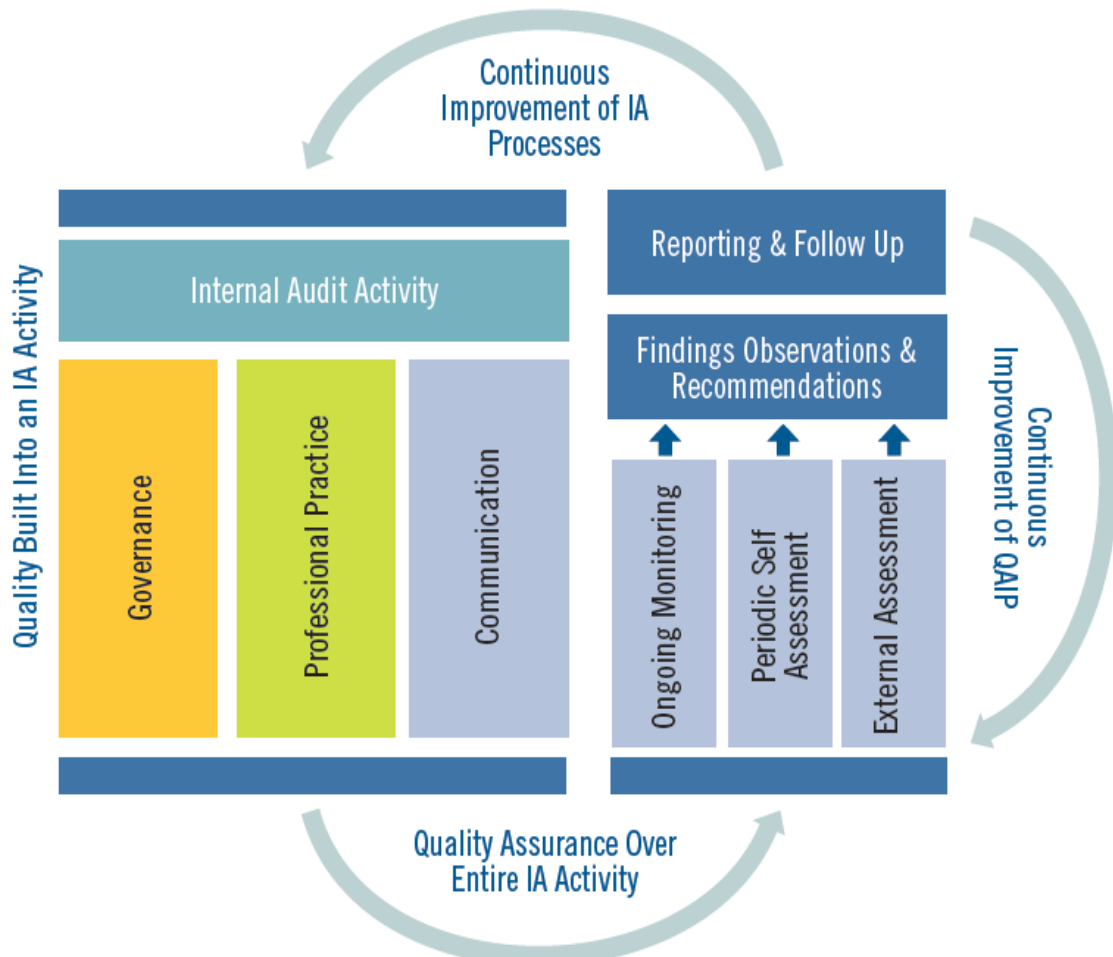 Continuous
Improvement of IA
Processes
Quality Built Into an IA Activity
Internal Audit Activity
Governance
Professional Practice
Communication
Reporting & Follow Up
Findings Observations &
Recommendations
Ongoing Monitoring
Periodic Self
Assessment
External Assessment
Continuous
Improvement of QAIP
Quality Assurance Over
Entire IA Activity